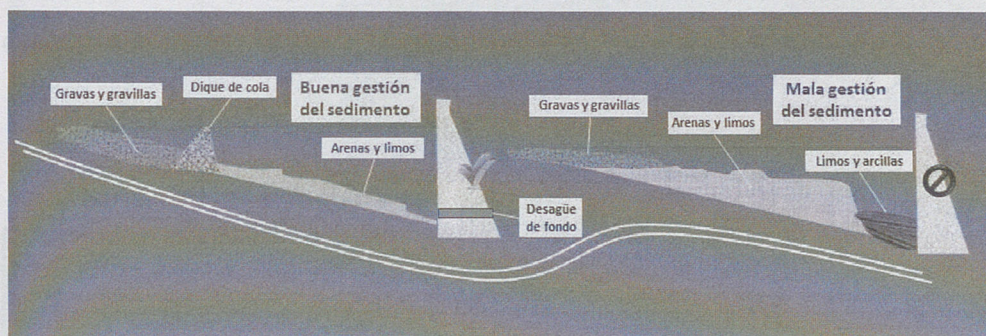 Gravas y gravillas
Dique de cola
Buena gestión
del sedimento
Arenas y limos
Desagüe
de fondo
Gravas y gravillas
Arenas y limos
Mala gestión
del sedimento
Limos y arcillas